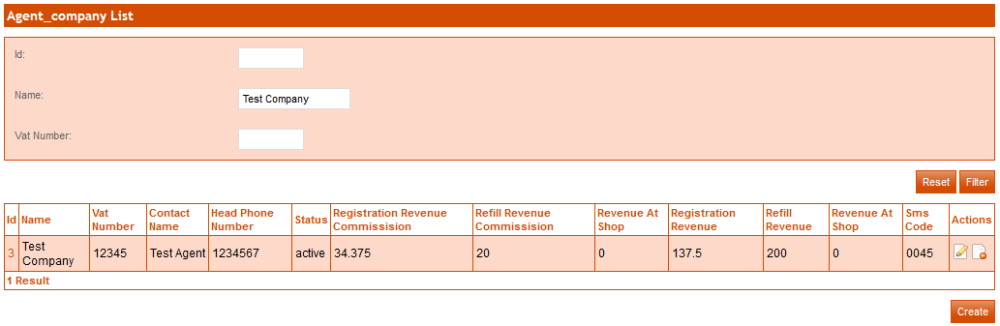 Agent_company List
Id:
Name: Test Company
Vat Number:
Reset Filter
Id Name Vat Number Contact Name Head Phone Number Status Registration Revenue Commissision Refill Revenue Commissision Revenue At Shop Registration Revenue Refill Revenue Revenue At Shop Sms Code Actions
3 Test Company 12345 Test Agent 1234567 active 34.375 20 0 137.5 200 0 0045
1 Result
Create